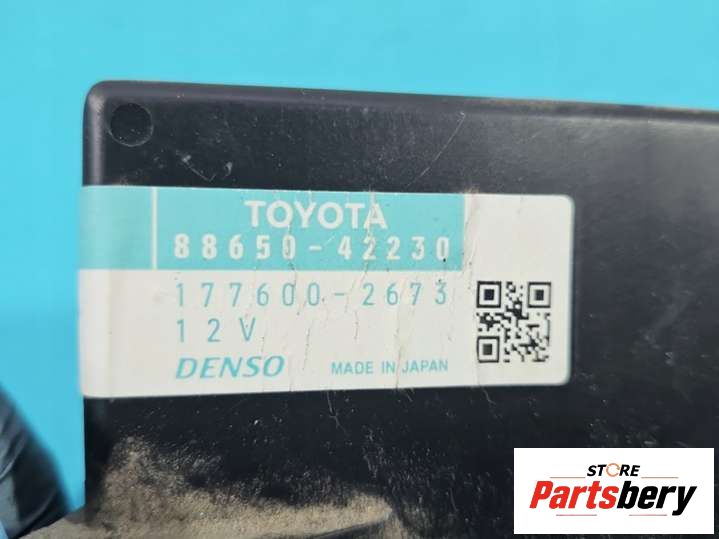 TOYOTA
88650-42230
177600-2673
12V
DENSO MADE IN JAPAN
STORE
Partsbery